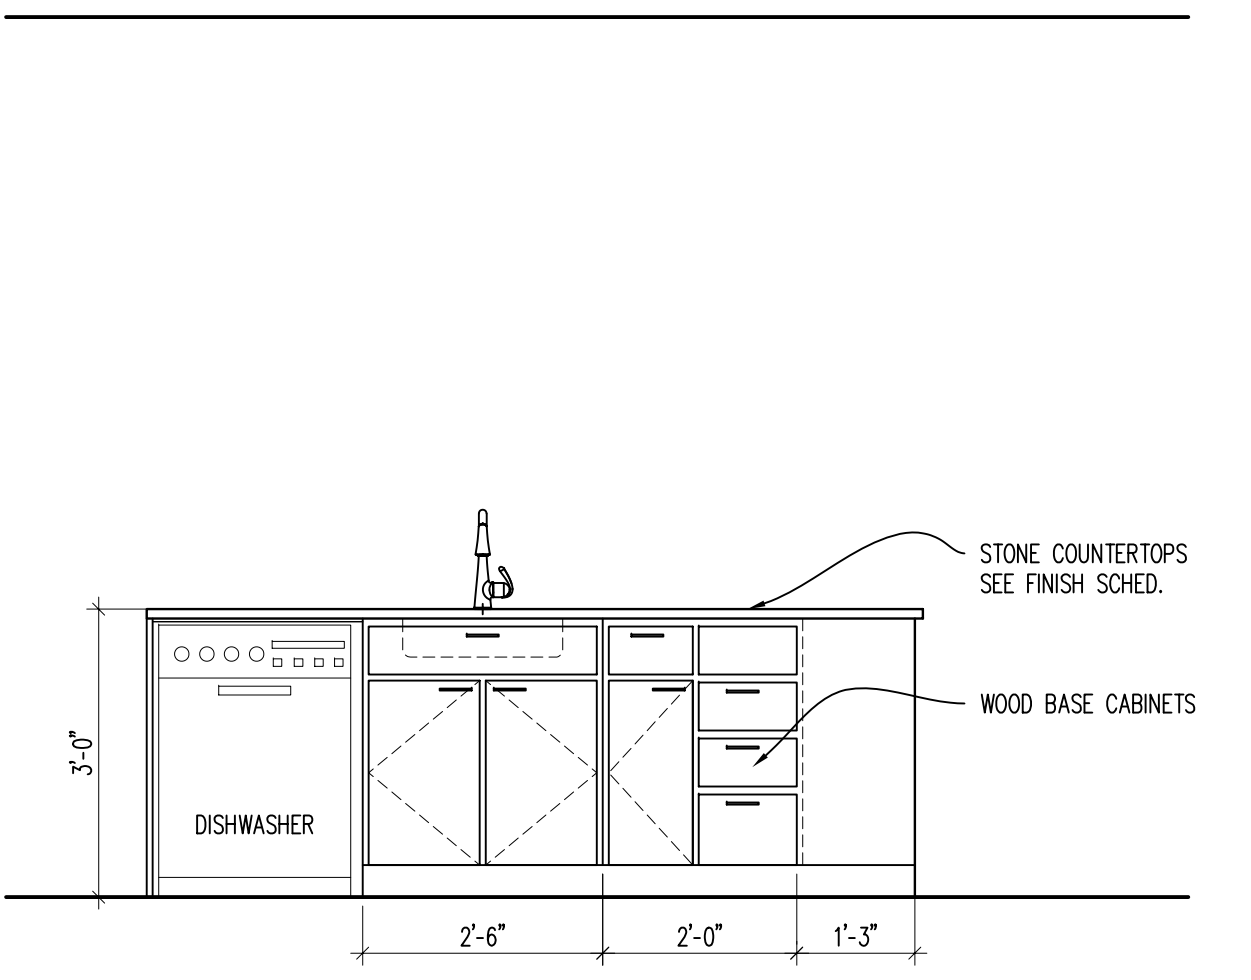 STONE COUNTERTOPS
SEE FINISH SCHED.
WOOD BASE CABINETS
3'-0"
DISHWASHER
2'-6"
2'-0"
1'-3"